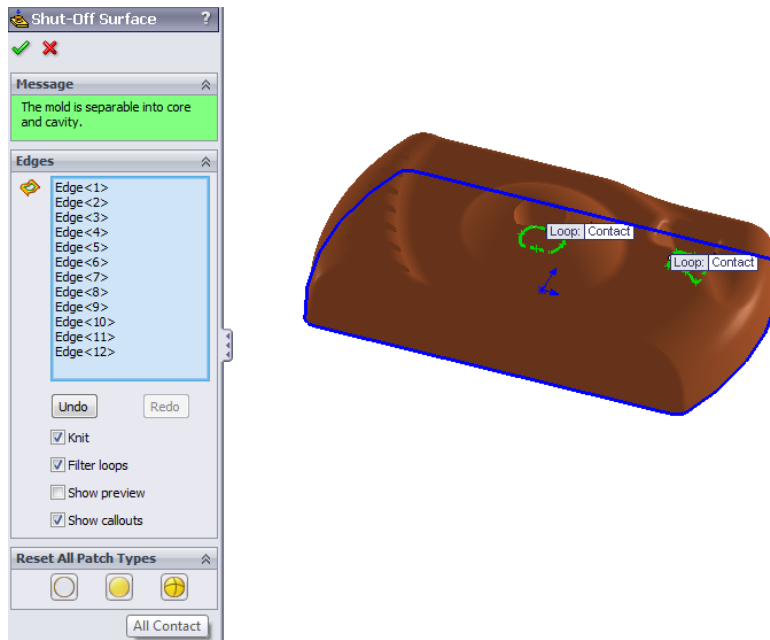 Shut-Off Surface ?
Message
The mold is separable into core
and cavity.
Edges
Edge<1>
Edge<2>
Edge<3>
Edge<4>
Edge<5>
Edge<6>
Edge<7>
Edge<8>
Edge<9>
Edge<10>
Edge<11>
Edge<12>
Undo Redo
Knit
Filter loops
Show preview
Show callouts
Reset All Patch Types
All Contact
Loop: Contact
Loop: Contact